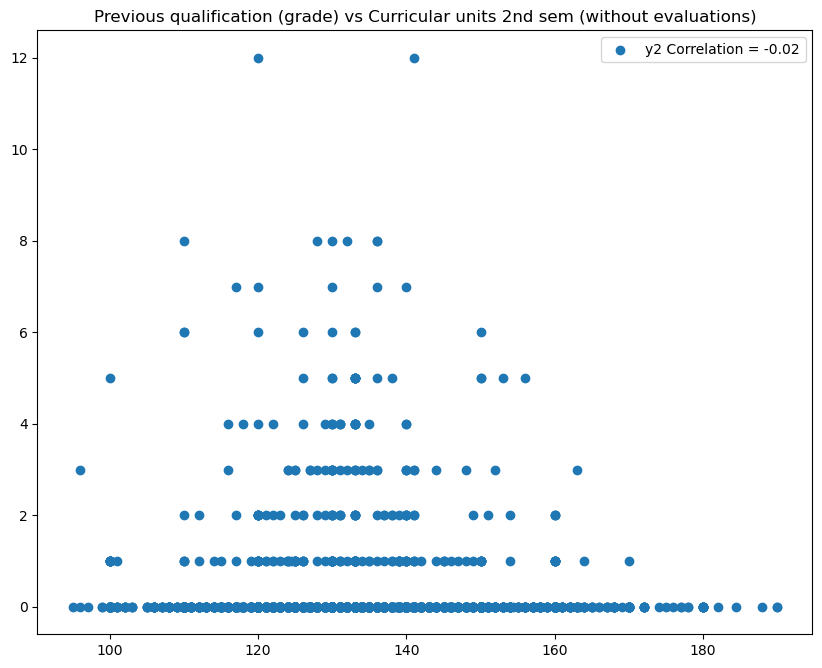 Previous qualification (grade) vs Curricular units 2nd sem (without evaluations)
y2 Correlation = -0.02
12
10
8
6
4
2
0
100 120 140 160 180